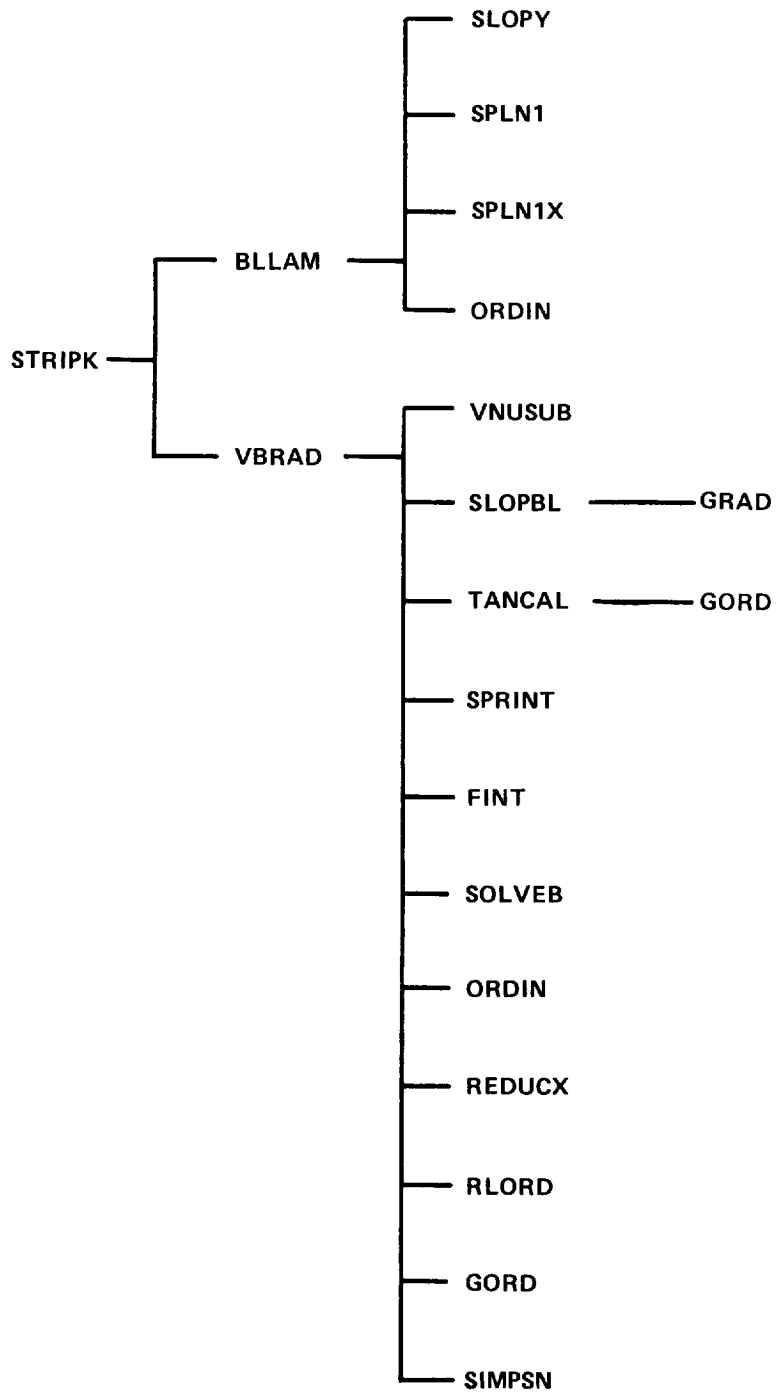 SLOPY
SPLN1
SPLN1X
BLLAM
ORDIN
STRIPK
VNUSUB
VBRAD
SLOPBL GRAD
TANCAL GORD
SPRINT
FINT
SOLVEB
ORDIN
REDUCX
RLORD
GORD
SIMPSN